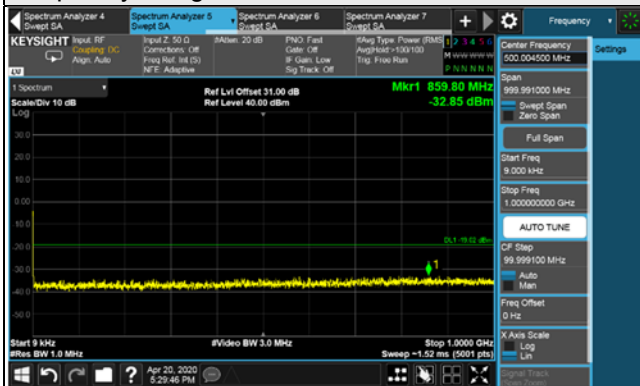 Spectrum Analyzer 4
Swept SA
Spectrum Analyzer 5
Swept SA
Spectrum Analyzer 6
Swept SA
Spectrum Analyzer 7
Swept SA
+
Frequency
KEYSIGHT
Input: RF
Coupling: DC
Align: Auto
Input Z: 50 Ω
Corrections: Off
Freq Ref: Int (S)
NFE: Adaptive
#Atten: 20 dB
PNO: Fast
Gate: Off
IF Gain: Low
Sig Track: Off
#Avg Type: Power (RMS
Avg|Hold:>100/100
Trig: Free Run
1 2 3 4 5 6
M W W W W W
P N N N N N
LW
1 Spectrum
Scale/Div 10 dB
Log
Ref Lvl Offset 31.00 dB
Ref Level 40.00 dBm
Mkr1 859.80 MHz
-32.85 dBm
30.0
20.0
10.0
0.00
-10.0
-20.0
-30.0
-40.0
-50.0
DL1 -19.02 dBm
1
Start 9 kHz
#Res BW 1.0 MHz
#Video BW 3.0 MHz
Stop 1.0000 GHz
Sweep ~1.52 ms (5001 pts)
Apr 20, 2020
5:29:46 PM
?
Center Frequency
500.004500 MHz
Settings
Span
999.991000 MHz
Swept Span
Zero Span
Full Span
Start Freq
9.000 kHz
Stop Freq
1.000000000 GHz
AUTO TUNE
CF Step
99.999100 MHz
Auto
Man
Freq Offset
0 Hz
X Axis Scale
Log
Lin
Signal Track
(Span Zoom)